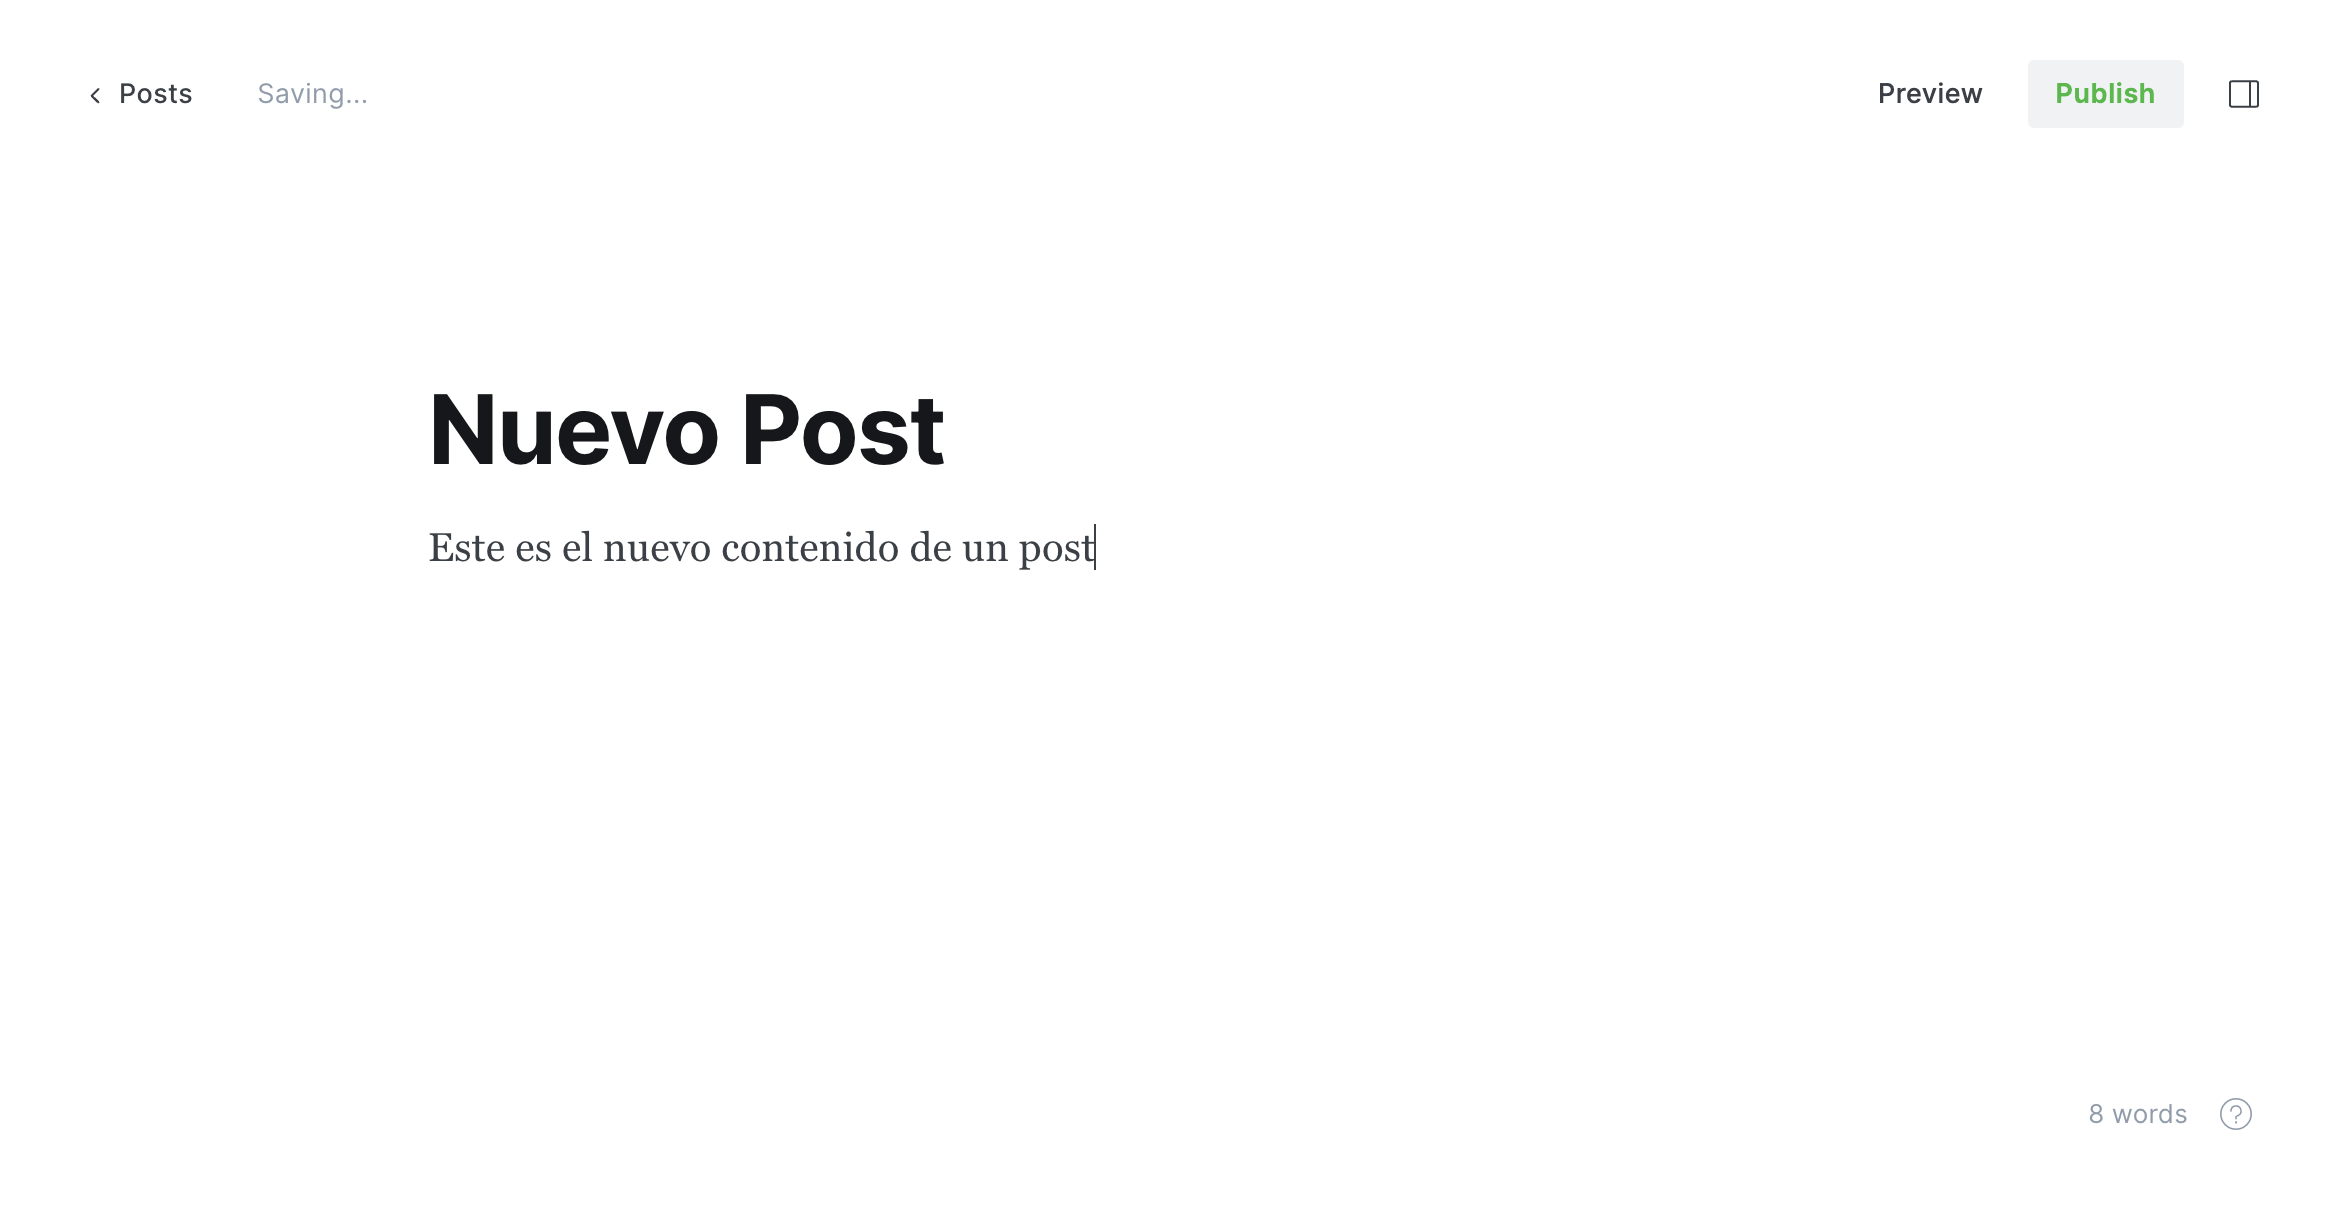 Posts
Saving...
Preview
Publish
Nuevo Post
Este es el nuevo contenido de un post
8 words
?